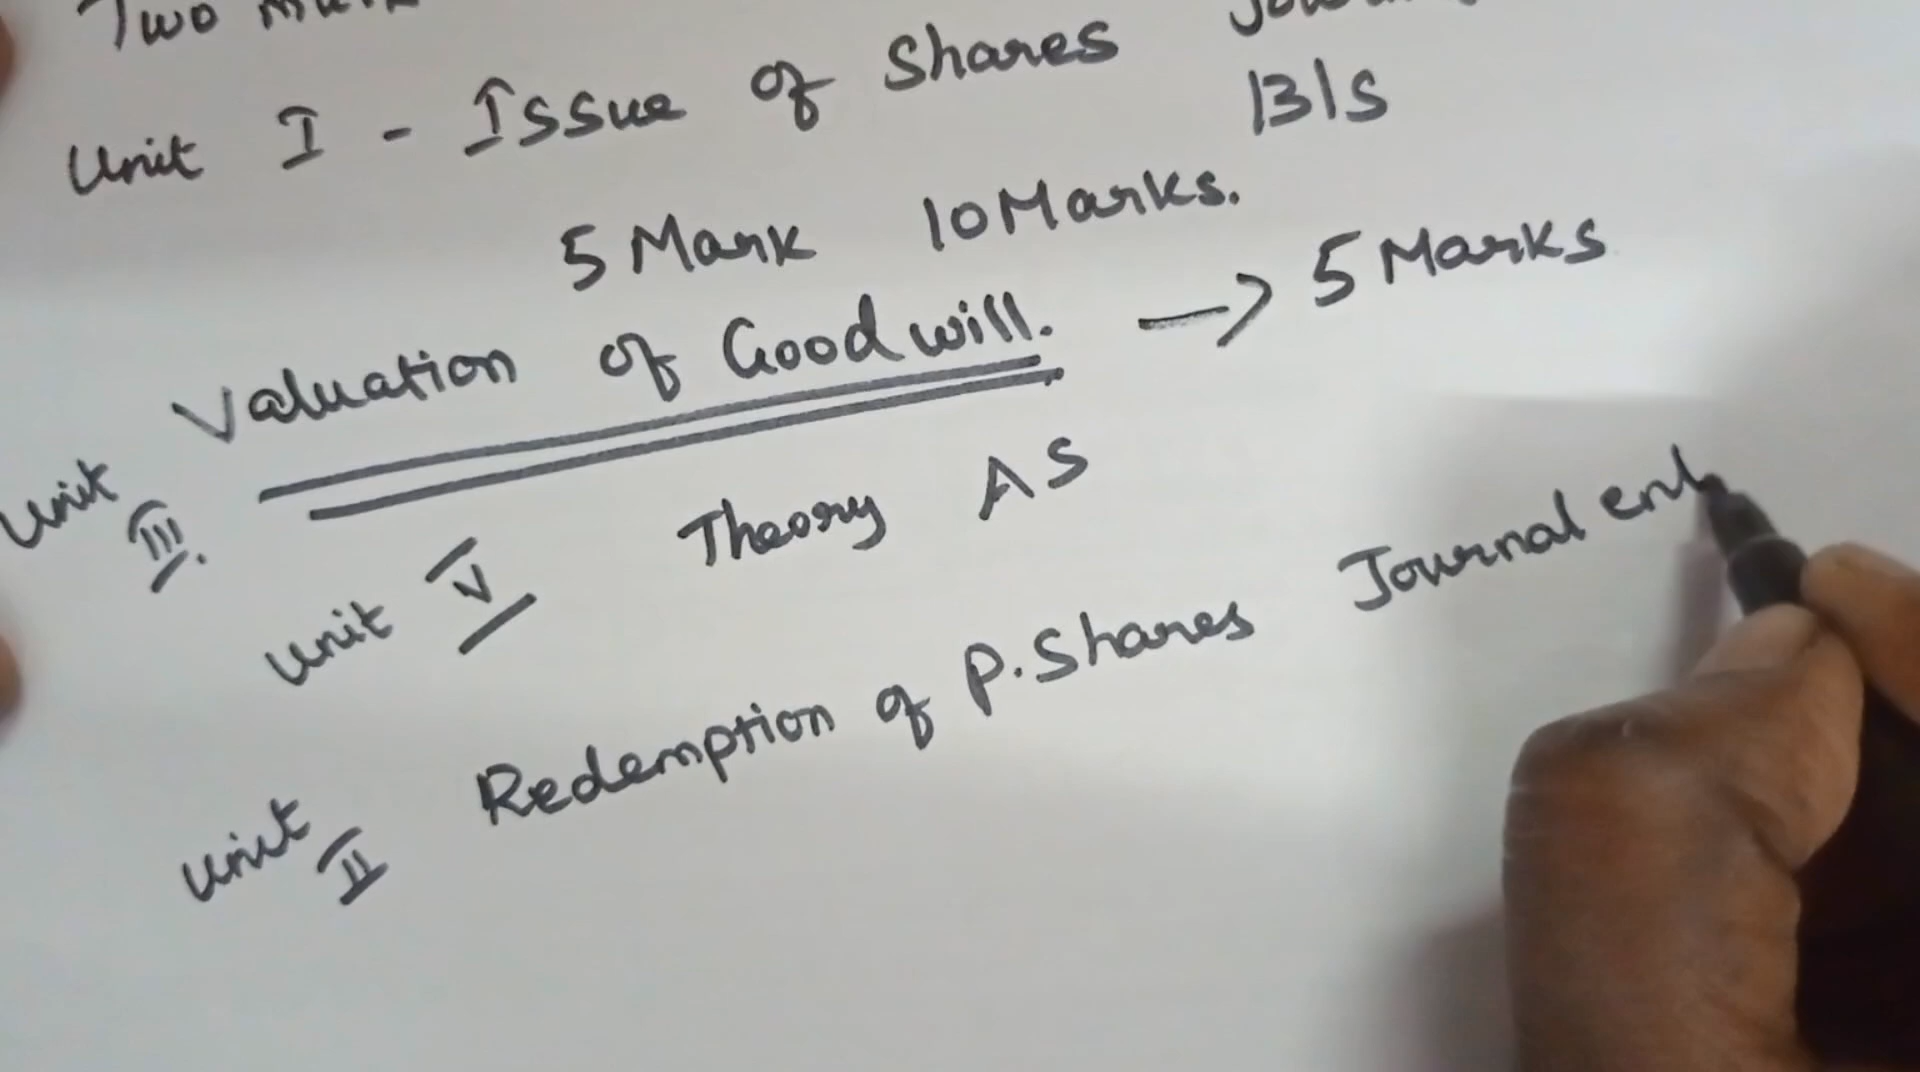 Two
Unit I - Issue of Shares
B/S
5 Mark 10 Marks.
Unit III. Valuation of Goodwill. -> 5 Marks
Unit V Theory AS
Unit II Redemption of P. Shares Journal ent